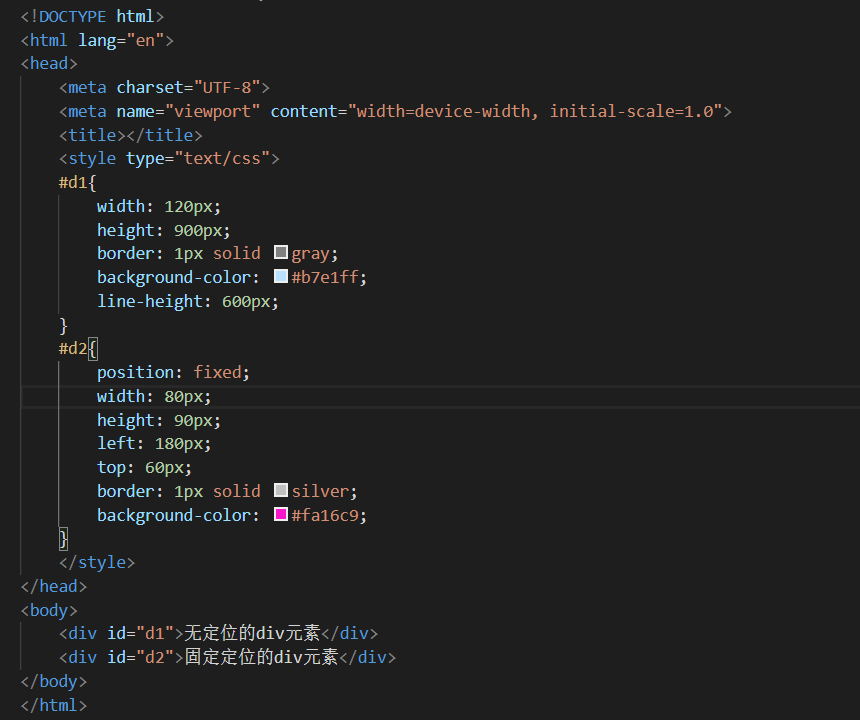 <!DOCTYPE html>
<html lang="en">
<head>
    <meta charset="UTF-8">
    <meta name="viewport" content="width=device-width, initial-scale=1.0">
    <title></title>
    <style type="text/css">
    #d1{
        width: 120px;
        height: 900px;
        border: 1px solid gray;
        background-color: #b7e1ff;
        line-height: 600px;
    }
    #d2{
        position: fixed;
        width: 80px;
        height: 90px;
        left: 180px;
        top: 60px;
        border: 1px solid silver;
        background-color: #fa16c9;
    }
    </style>
</head>
<body>
    <div id="d1">无定位的div元素</div>
    <div id="d2">固定定位的div元素</div>
</body>
</html>